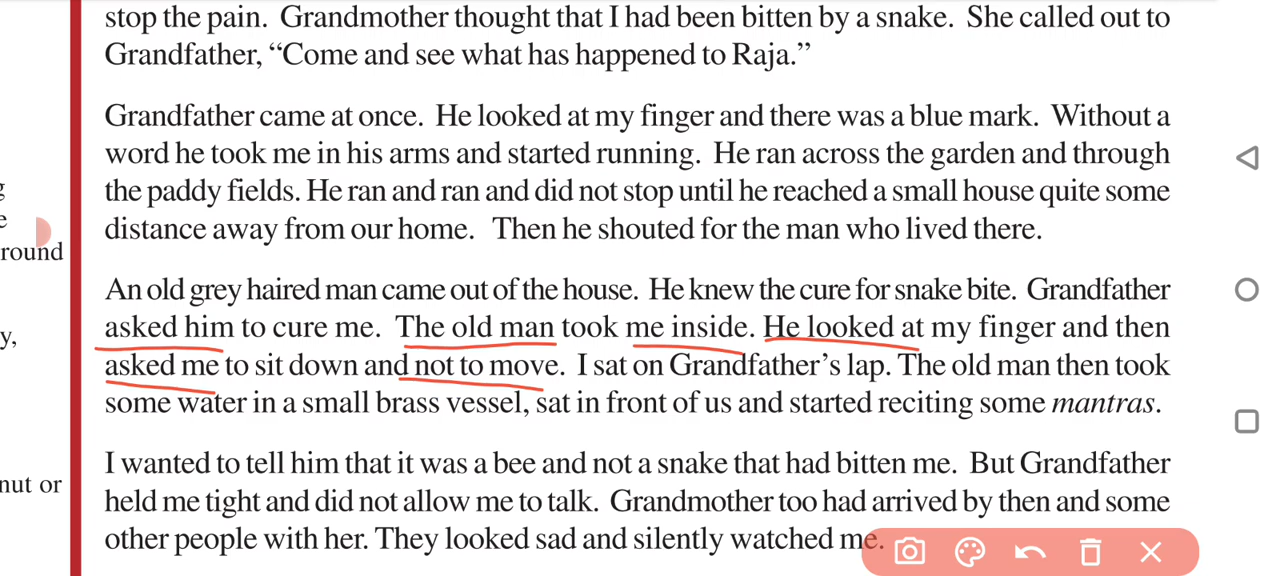 stop the pain. Grandmother thought that I had been bitten by a snake. She called out to
Grandfather, “Come and see what has happened to Raja.”
Grandfather came at once. He looked at my finger and there was a blue mark. Without a
word he took me in his arms and started running. He ran across the garden and through
the paddy fields. He ran and ran and did not stop until he reached a small house quite some
distance away from our home. Then he shouted for the man who lived there.
An old grey haired man came out of the house. He knew the cure for snake bite. Grandfather
asked him to cure me. The old man took me inside. He looked at my finger and then
asked me to sit down and not to move. I sat on Grandfather’s lap. The old man then took
some water in a small brass vessel, sat in front of us and started reciting some mantras.
I wanted to tell him that it was a bee and not a snake that had bitten me. But Grandfather
held me tight and did not allow me to talk. Grandmother too had arrived by then and some
other people with her. They looked sad and silently watched me.
round
y,
nut or